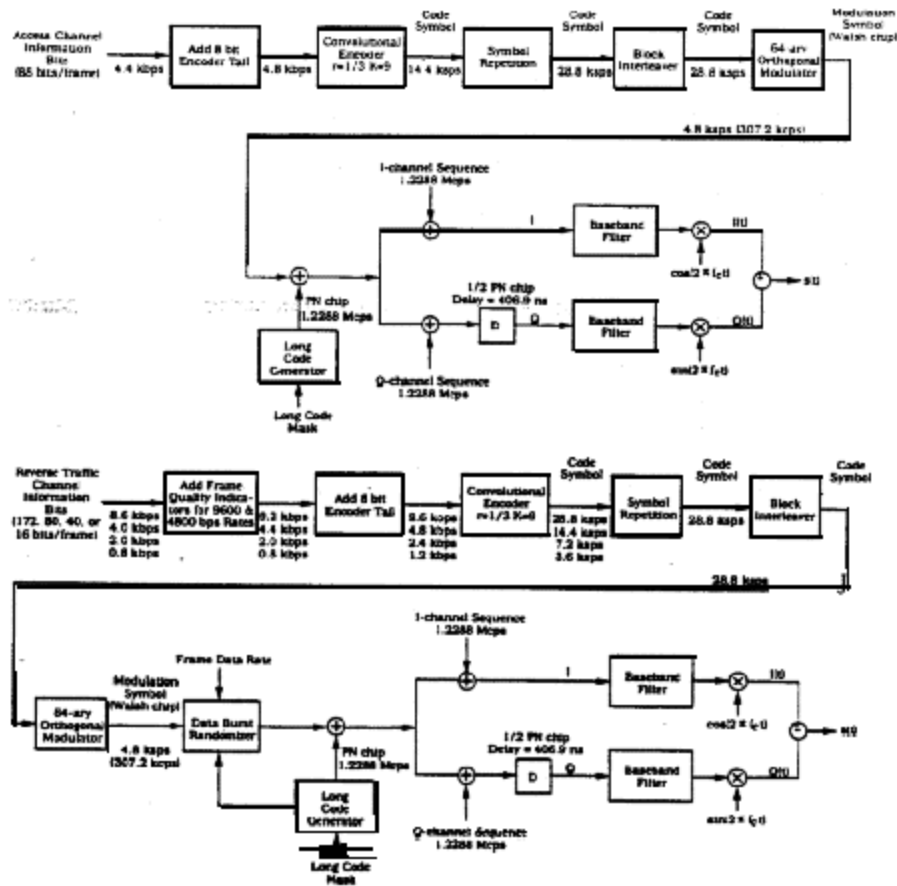 Access Channel
Information
Bits
(88 bits/frame)
4.4 kbps
Add 8 bit
Encoder Tail
4.8 kbps
Convolutional
Encoder
r=1/3 K=9
Code
Symbol
14.4 ksps
Symbol
Repetition
Code
Symbol
28.8 ksps
Block
Interleaver
Code
Symbol
28.8 ksps
64-ary
Orthogonal
Modulator
Modulation
Symbol
(Walsh chip)
4.8 ksps (307.2 kcps)
I-channel Sequence
1.2288 Mcps
I
Baseband
Filter
I(t)
cos(2 π fct)
s(t)
PN chip
1.2288 Mcps
1/2 PN chip
Delay = 406.9 ns
D
Q
Baseband
Filter
Q(t)
sin(2 π fct)
Long
Code
Generator
Q-channel Sequence
1.2288 Mcps
Long Code
Mask
Reverse Traffic
Channel
Information
Bits
(172, 80, 40, or
16 bits/frame)
8.6 kbps
4.0 kbps
2.0 kbps
0.8 kbps
Add Frame
Quality Indica-
tors for 9600 &
4800 bps Rates
9.2 kbps
4.4 kbps
2.0 kbps
0.8 kbps
Add 8 bit
Encoder Tail
9.6 kbps
4.8 kbps
2.4 kbps
1.2 kbps
Convolutional
Encoder
r=1/3 K=9
Code
Symbol
28.8 ksps
14.4 ksps
7.2 ksps
3.6 ksps
Symbol
Repetition
Code
Symbol
28.8 ksps
Block
Interleaver
Code
Symbol
28.8 ksps
I-channel Sequence
1.2288 Mcps
Frame Data Rate
64-ary
Orthogonal
Modulator
Modulation
Symbol
(Walsh chip)
4.8 ksps
(307.2 kcps)
Data Burst
Randomizer
PN chip
1.2288 Mcps
I
Baseband
Filter
I(t)
cos(2 π fct)
s(t)
1/2 PN chip
Delay = 406.9 ns
D
Q
Baseband
Filter
Q(t)
sin(2 π fct)
Long
Code
Generator
Q-channel Sequence
1.2288 Mcps
Long Code
Mask